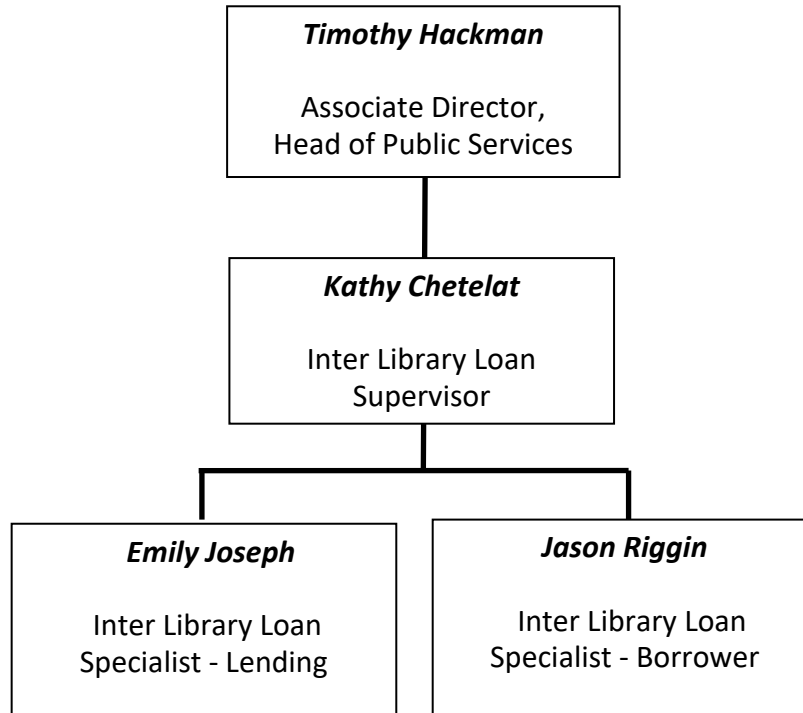 Timothy Hackman
Associate Director,
Head of Public Services
Kathy Chetelat
Inter Library Loan
Supervisor
Emily Joseph
Inter Library Loan
Specialist - Lending
Jason Riggin
Inter Library Loan
Specialist - Borrower